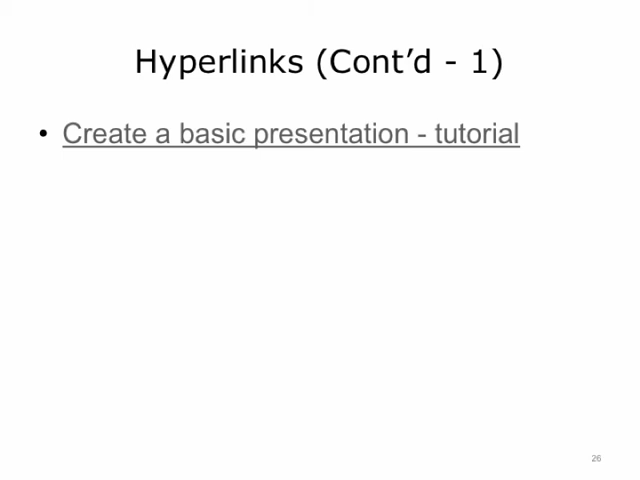 Hyperlinks (Cont’d - 1)
• Create a basic presentation - tutorial
26